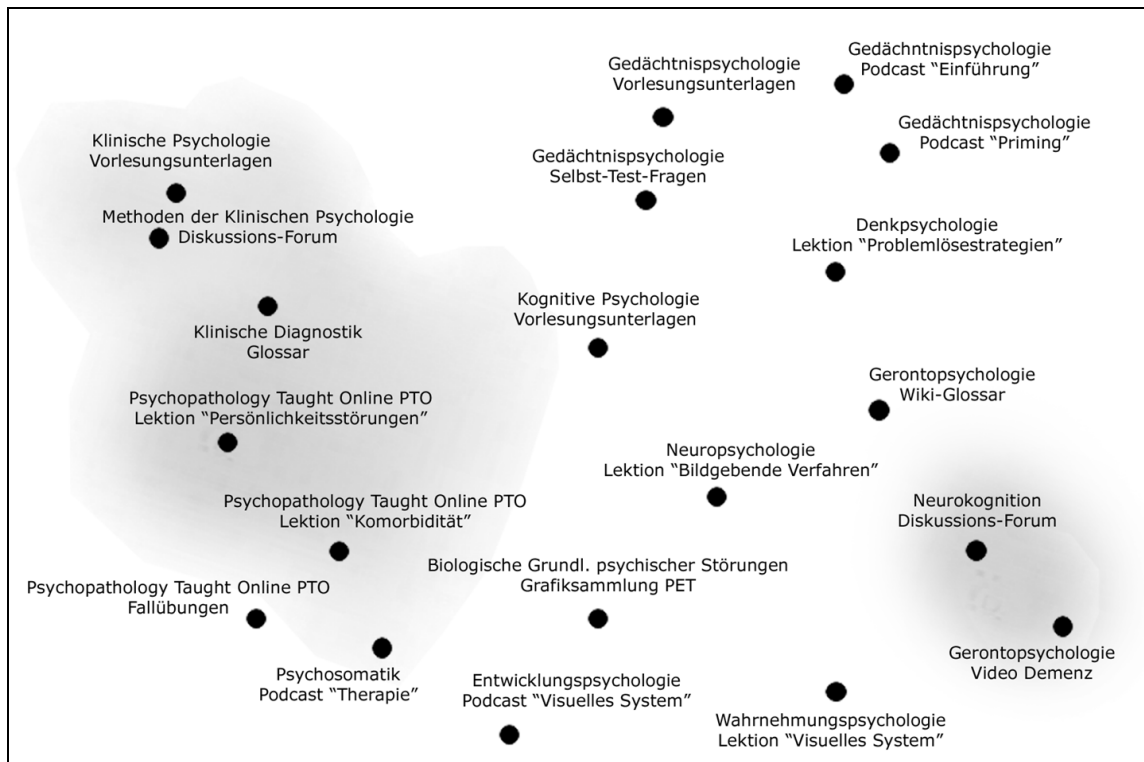 Gedächntnispsychologie
Podcast “Einführung”
Gedächtnispsychologie
Vorlesungsunterlagen
Gedächtnispsychologie
Podcast “Priming”
Klinische Psychologie
Vorlesungsunterlagen
Gedächtnispsychologie
Selbst-Test-Fragen
Methoden der Klinischen Psychologie
Diskussions-Forum
Denkpsychologie
Lektion “Problemlösestrategien”
Kognitive Psychologie
Vorlesungsunterlagen
Klinische Diagnostik
Glossar
Gerontopsychologie
Wiki-Glossar
Psychopathology Taught Online PTO
Lektion “Persönlichkeitsstörungen”
Neuropsychologie
Lektion “Bildgebende Verfahren”
Psychopathology Taught Online PTO
Lektion “Komorbidität”
Neurokognition
Diskussions-Forum
Biologische Grundl. psychischer Störungen
Grafiksammlung PET
Psychopathology Taught Online PTO
Fallübungen
Gerontopsychologie
Video Demenz
Psychosomatik
Podcast “Therapie”
Entwicklungspsychologie
Podcast “Visuelles System”
Wahrnehmungspsychologie
Lektion “Visuelles System”